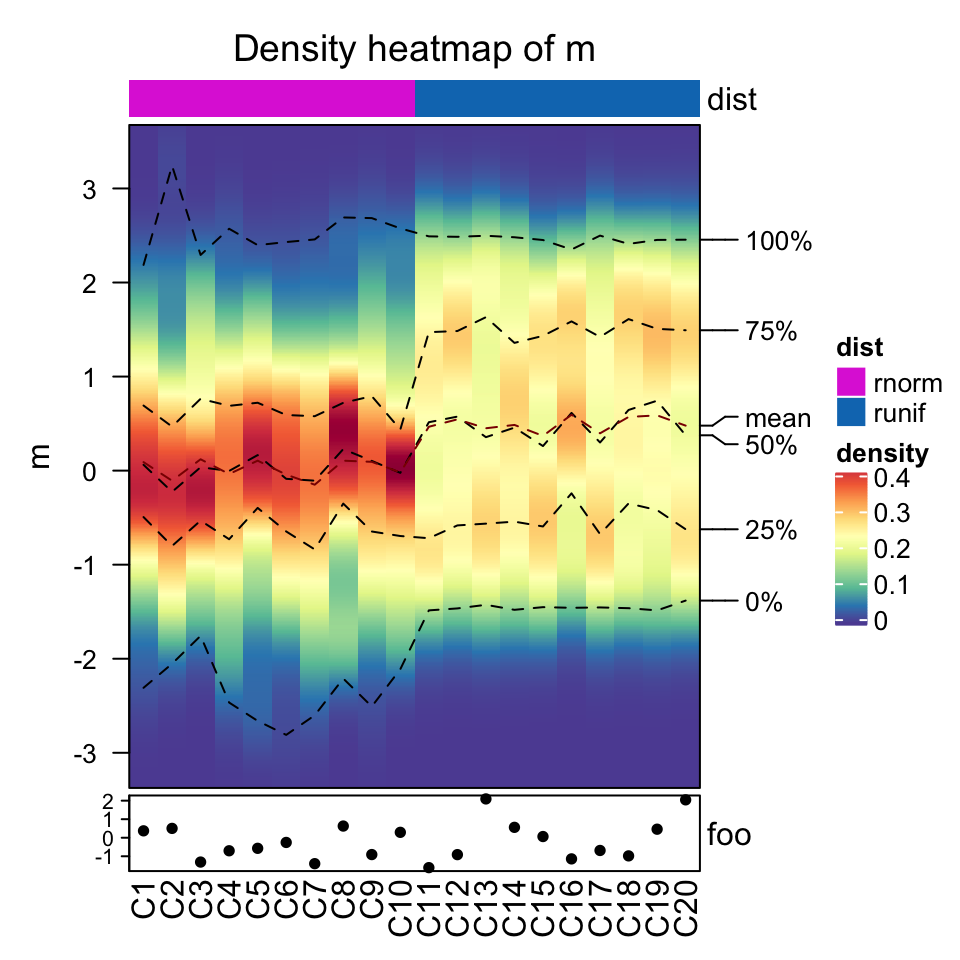 Density heatmap of m
dist
3
2
1
0
-1
-2
-3
m
100%
75%
mean
50%
25%
0%
dist
rnorm
runif
density
0.4
0.3
0.2
0.1
0
2
1
0
-1
foo
C1 C2 C3 C4 C5 C6 C7 C8 C9 C10 C11 C12 C13 C14 C15 C16 C17 C18 C19 C20